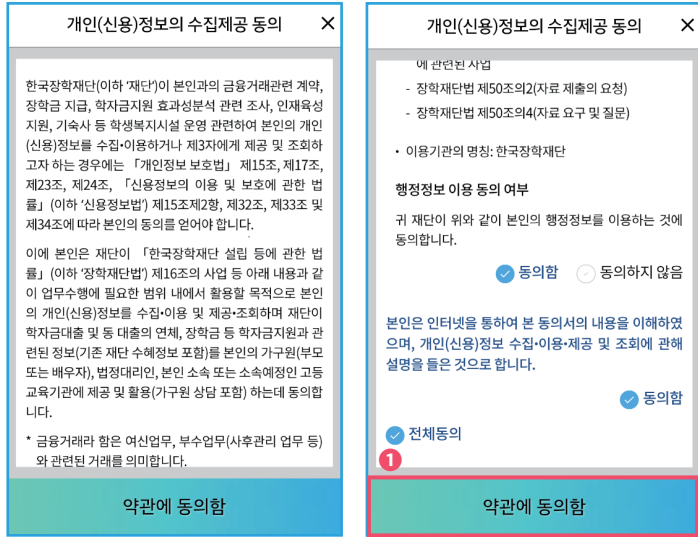 개인(신용)정보의 수집제공 동의 ×
한국장학재단(이하 ‘재단’)이 본인과의 금융거래관련 계약,
장학금 지급, 학자금지원 효과성분석 관련 조사, 인재육성
지원, 기숙사 등 학생복지시설 운영 관련하여 본인의 개인
(신용)정보를 수집•이용하거나 제3자에게 제공 및 조회하
고자 하는 경우에는 「개인정보 보호법」 제15조, 제17조,
제23조, 제24조, 「신용정보의 이용 및 보호에 관한 법
률」(이하 ‘신용정보법’) 제15조제2항, 제32조, 제33조 및
제34조에 따라 본인의 동의를 얻어야 합니다.
이에 본인은 재단이 「한국장학재단 설립 등에 관한 법
률」(이하 ‘장학재단법’) 제16조의 사업 등 아래 내용과 같
이 업무수행에 필요한 범위 내에서 활용할 목적으로 본인
의 개인(신용)정보를 수집•이용 및 제공•조회하며 재단이
학자금대출 및 동 대출의 연체, 장학금 등 학자금지원과 관
련된 정보(기존 재단 수혜정보 포함)를 본인의 가구원(부모
또는 배우자), 법정대리인, 본인 소속 또는 소속예정인 고등
교육기관에 제공 및 활용(가구원 상담 포함) 하는데 동의합
니다.
* 금융거래라 함은 여신업무, 부수업무(사후관리 업무 등)
와 관련된 거래를 의미합니다.
약관에 동의함
개인(신용)정보의 수집제공 동의 ×
에 관련된 사업
- 장학재단법 제50조의2(자료 제출의 요청)
- 장학재단법 제50조의4(자료 요구 및 질문)
• 이용기관의 명칭: 한국장학재단
행정정보 이용 동의 여부
귀 재단이 위와 같이 본인의 행정정보를 이용하는 것에
동의합니다.
동의함 동의하지 않음
본인은 인터넷을 통하여 본 동의서의 내용을 이해하였
으며, 개인(신용)정보 수집•이용•제공 및 조회에 관해
설명을 들은 것으로 합니다.
동의함
전체동의
1
약관에 동의함